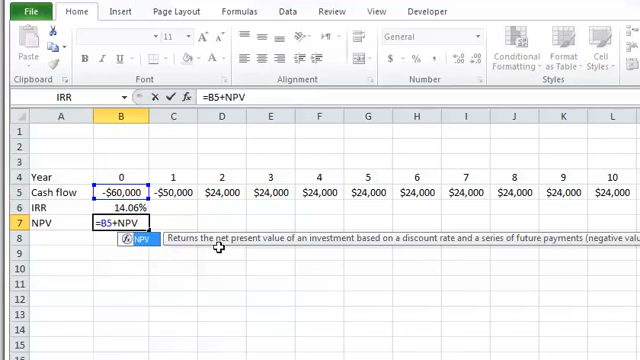 File Home Insert Page Layout Formulas Data Review View Developer
Paste
11 A A
General
B I U
$ % ,
Conditional Format Cell
Formatting as Table Styles
Clipboard Font Alignment Number Styles
IRR fx =B5+NPV
A B C D E F G H I J K L
1
2
3
4 Year 0 1 2 3 4 5 6 7 8 9 10
5 Cash flow -$60,000 -$50,000 $24,000 $24,000 $24,000 $24,000 $24,000 $24,000 $24,000 $24,000 $24,000
6 IRR 14.06%
7 NPV =B5+NPV
8 fx NPV Returns the net present value of an investment based on a discount rate and a series of future payments (negative valu
9
10
11
12
13
14
15
16